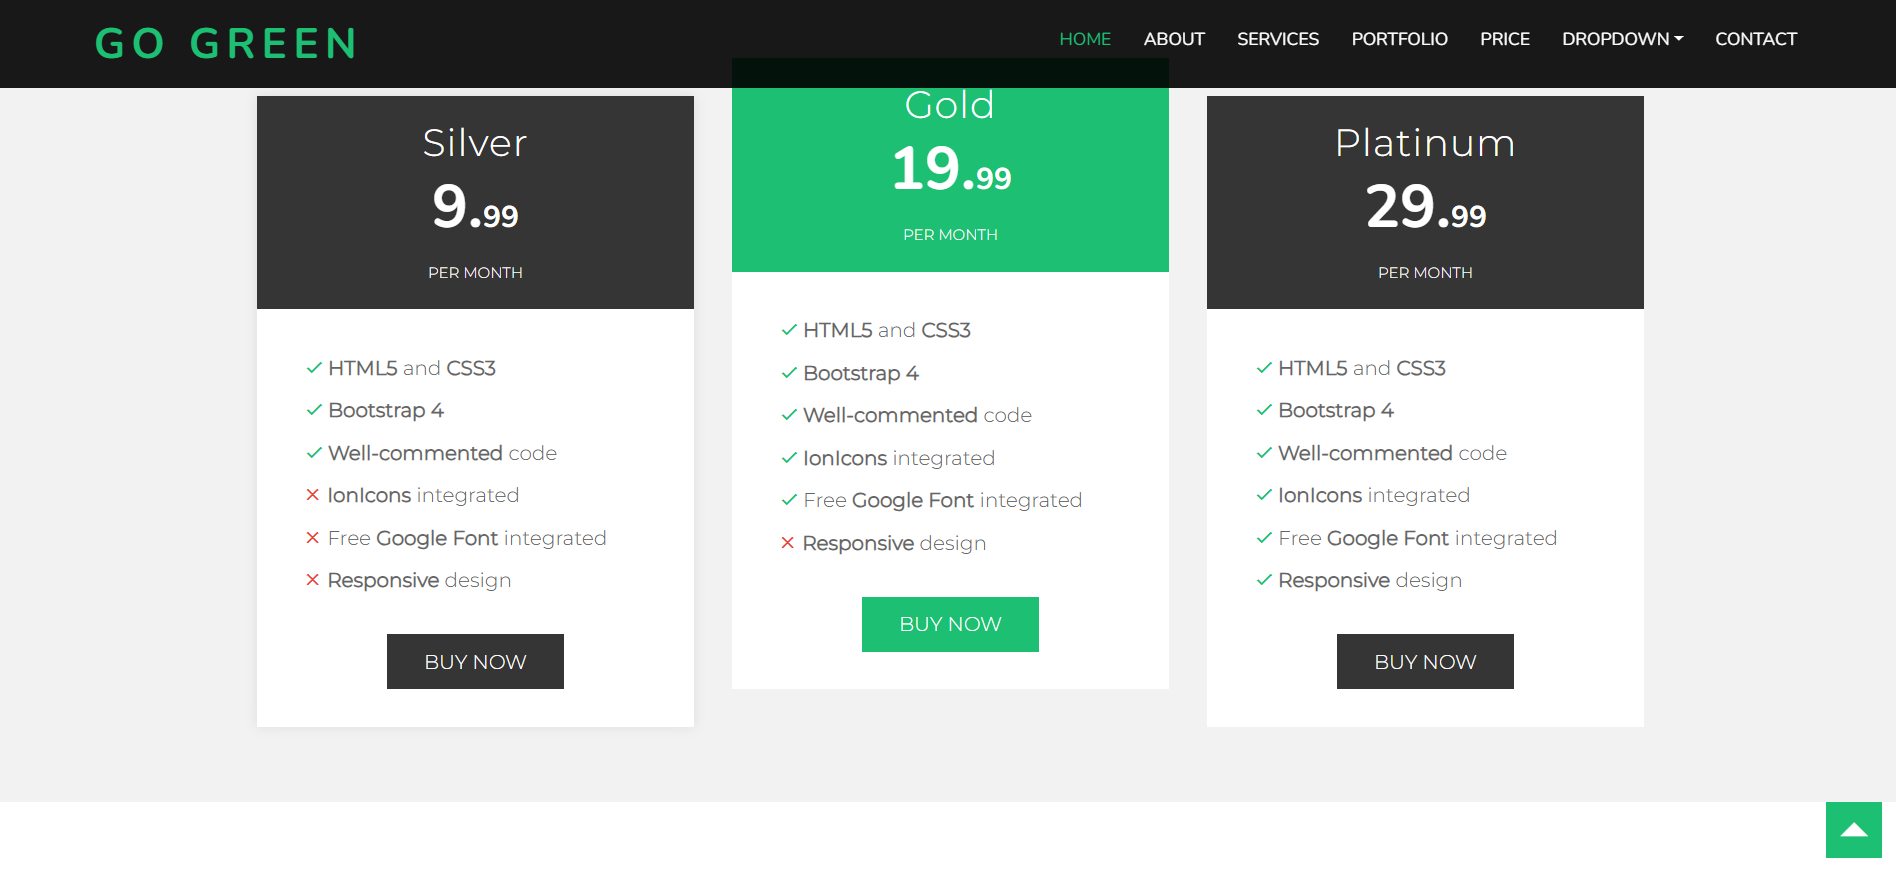 GO GREEN
HOME ABOUT SERVICES PORTFOLIO PRICE DROPDOWN CONTACT
Silver
9.99
PER MONTH
HTML5 and CSS3
Bootstrap 4
Well-commented code
IonIcons integrated
Free Google Font integrated
Responsive design
BUY NOW
Gold
19.99
PER MONTH
HTML5 and CSS3
Bootstrap 4
Well-commented code
IonIcons integrated
Free Google Font integrated
Responsive design
BUY NOW
Platinum
29.99
PER MONTH
HTML5 and CSS3
Bootstrap 4
Well-commented code
IonIcons integrated
Free Google Font integrated
Responsive design
BUY NOW